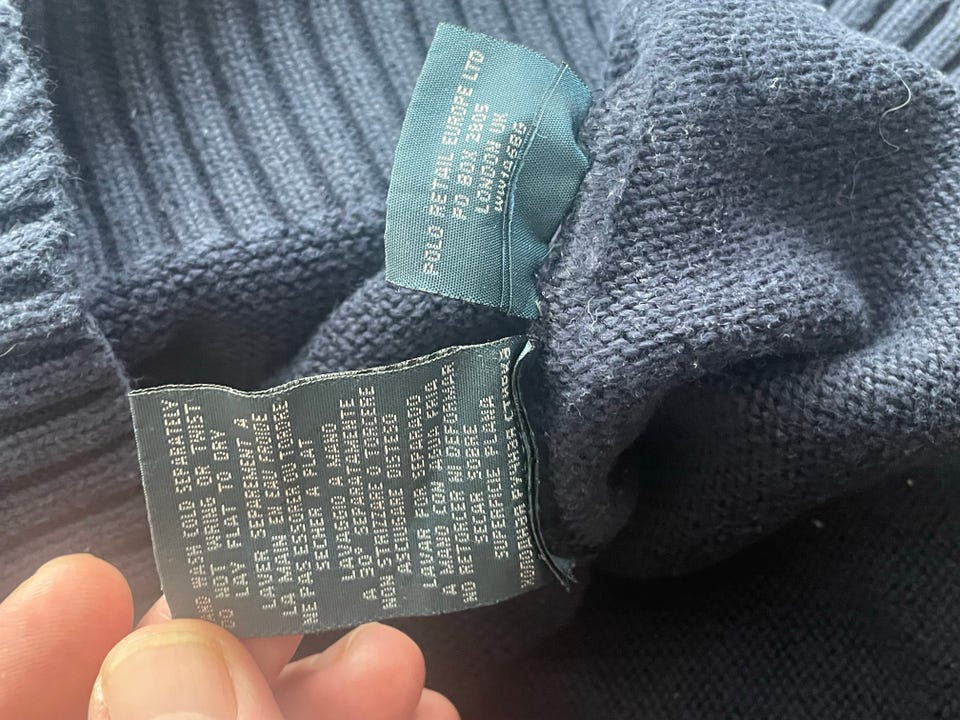 POLO RETAIL EUROPE LTD
PO BOX 2805
LONDON UK
WASH COLD SEPARATELY
DO NOT WRING OR TWIST
LAY FLAT TO DRY
LAVER SEPAREMENT A
LA MAIN EN EAU FROIDE
NE PAS ESSORER NI TORDRE
SECHER A PLAT
LAVAGGIO A MANO
SEPARATAMENTE
NON STRIZZARE O TORCERE
ASCIUGARE DISTESO
LAVAR POR SEPARADO
A MANO CON AGUA FRIA
NO RETORCER NI DEFORMAR
SECAR SOBRE
SUPERFICIE PLANA